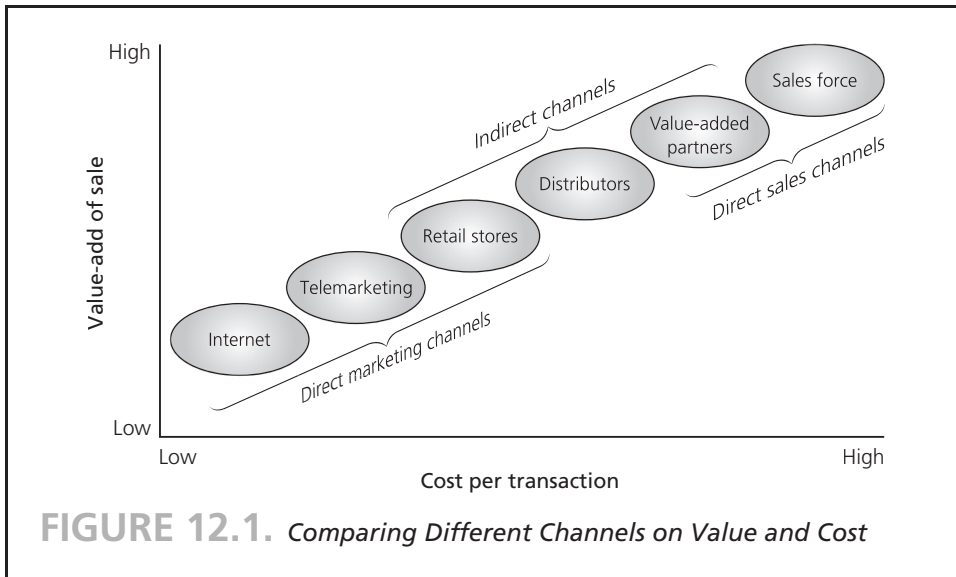 High
Value-add of sale
Low
Low
High
Cost per transaction
Internet
Telemarketing
Retail stores
Distributors
Value-added
partners
Sales force
Indirect channels
Direct marketing channels
Direct sales channels
FIGURE 12.1. Comparing Different Channels on Value and Cost